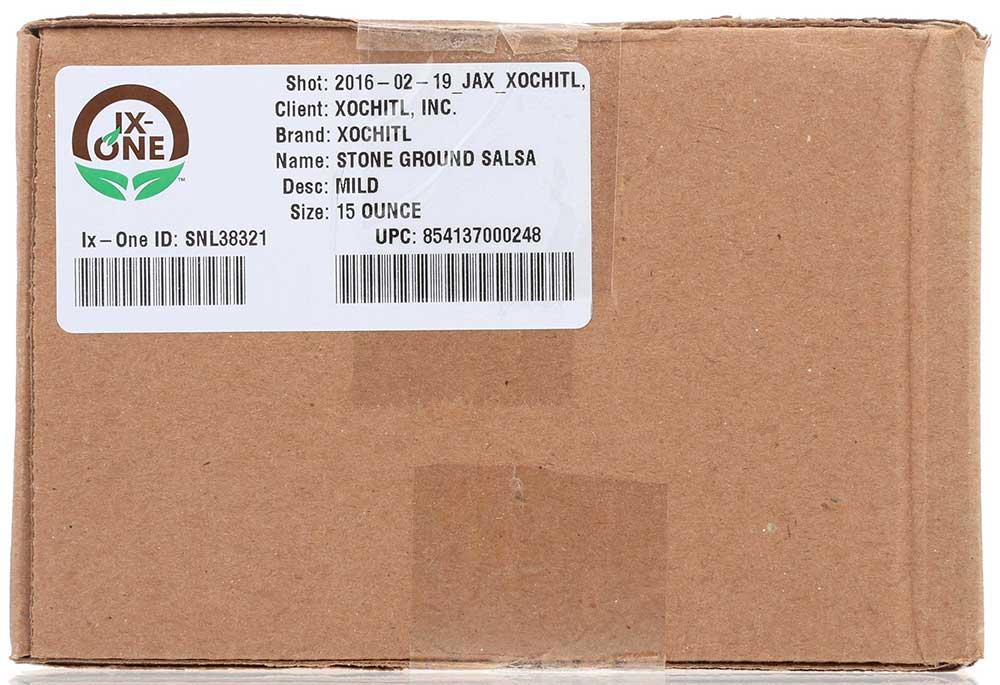 IX-
ONE
™
Shot: 2016-02-19_JAX_XOCHITL,
Client: XOCHITL, INC.
Brand: XOCHITL
Name: STONE GROUND SALSA
Desc: MILD
Size: 15 OUNCE
Ix-One ID: SNL38321
UPC: 854137000248